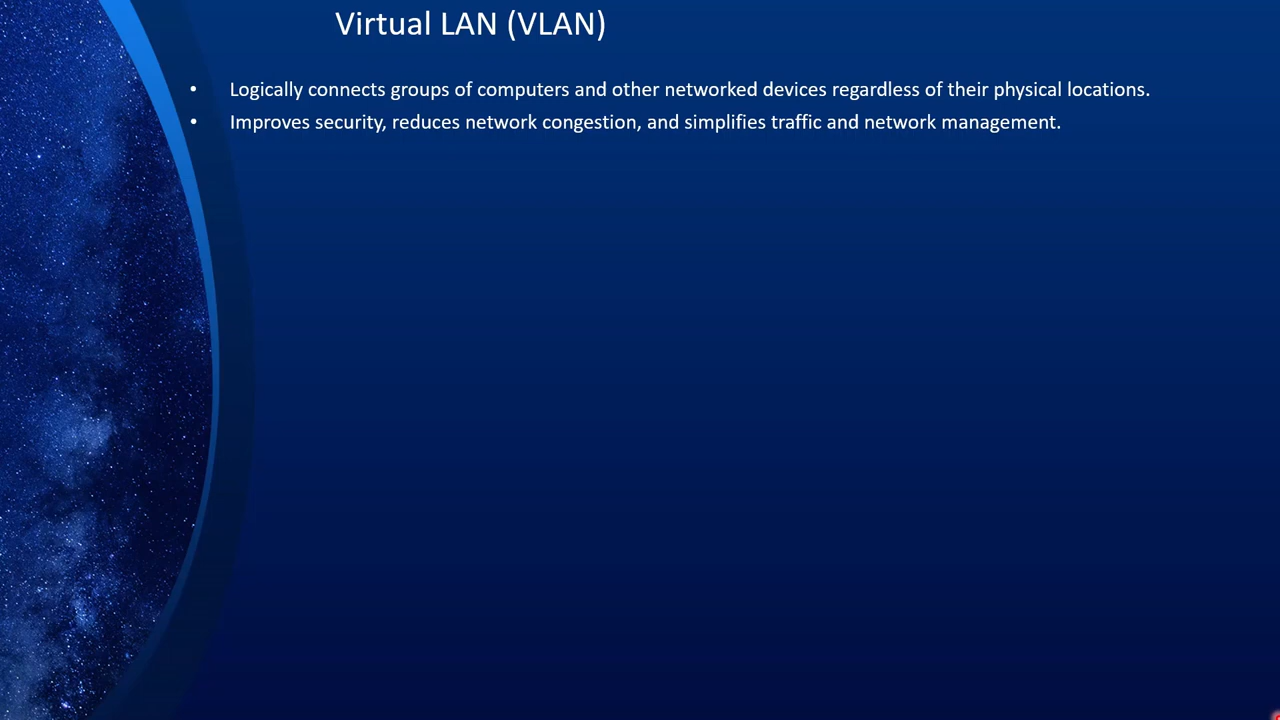 Virtual LAN (VLAN)
• Logically connects groups of computers and other networked devices regardless of their physical locations.
• Improves security, reduces network congestion, and simplifies traffic and network management.